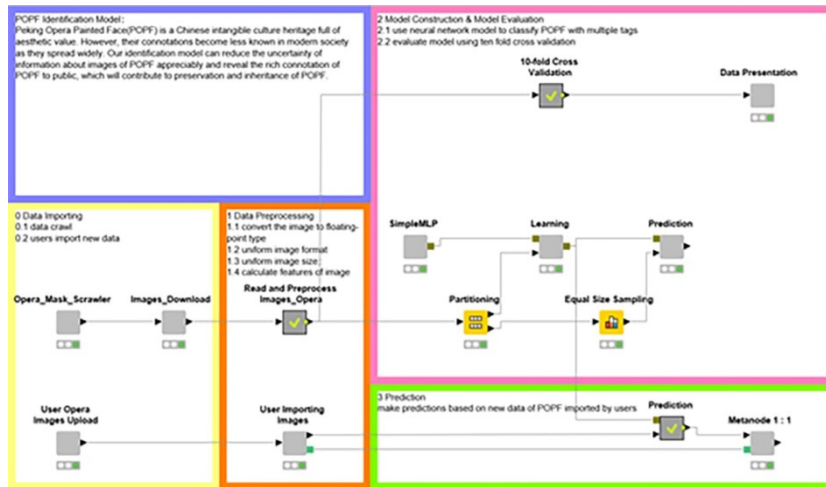 POPF Identification Model:
Peking Opera Painted Face(POPF) is a Chinese intangible culture heritage full of
aesthetic value. However, their connotations become less known in modern society
as they spread widely. Our identification model can reduce the uncertainty of
information about images of POPF appreciably and reveal the rich connotation of
POPF to public, which will contribute to preservation and inheritance of POPF.
2 Model Construction & Model Evaluation
2.1 use neural network model to classify POPF with multiple tags
2.2 evaluate model using ten fold cross validation
10-fold Cross
Validation
Data Presentation
0 Data Importing
0.1 data crawl
0.2 users import new data
1 Data Preprocessing
1.1 convert the image to floating-
point type
1.2 uniform image format
1.3 uniform image size;
1.4 calculate features of image
SimpleMLP
Learning
Prediction
Opera_Mask_Scrawler
Images_Download
Read and Preprocess
Images_Opera
Partitioning
Equal Size Sampling
User Opera
Images Upload
User Importing
Images
3 Prediction
make predictions based on new data of POPF imported by users
Prediction
Metanode 1 : 1